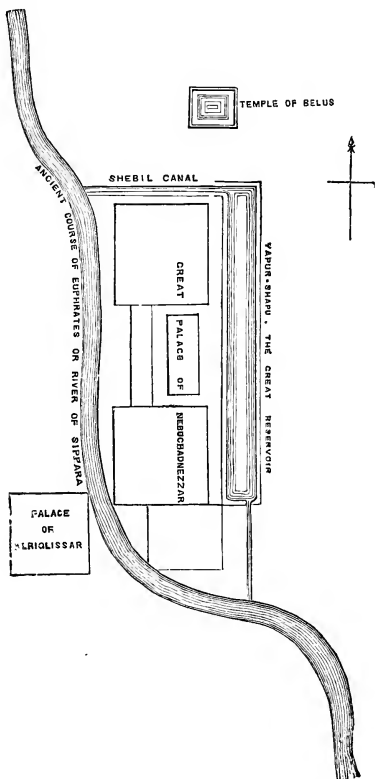 TEMPLE OF BELUS
SHEBIL CANAL
ANCIENT COURSE OF EUPHRATES OR RIVER OF SIPPARA
GREAT
PALACE OF
YAPUR-SHAPU, THE GREAT RESERVOIR
PALACE
OF